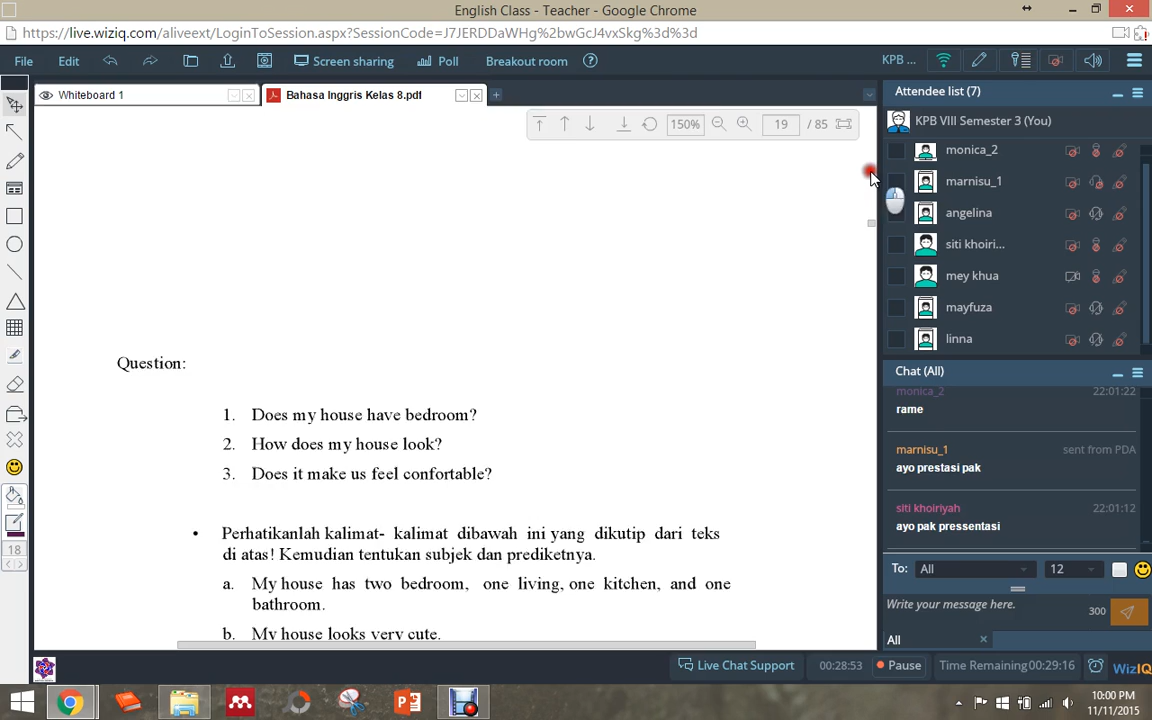 English Class - Teacher - Google Chrome
https://live.wiziq.com/aliveext/LoginToSession.aspx?SessionCode=J7JERDDaWHg%2bwGcJ4vxSkg%3d%3d
File Edit Screen sharing Poll Breakout room KPB ...
Whiteboard 1 Bahasa Inggris Kelas 8.pdf
150% 19 / 85
Attendee list (7)
KPB VIII Semester 3 (You)
monica_2
marnisu_1
angelina
siti khoiri...
mey khua
mayfuza
linna
Question:
1. Does my house have bedroom?
2. How does my house look?
3. Does it make us feel confortable?
• Perhatikanlah kalimat- kalimat dibawah ini yang dikutip dari teks
di atas! Kemudian tentukan subjek dan prediketnya.
a. My house has two bedroom, one living, one kitchen, and one
bathroom.
b. My house looks very cute.
18
Chat (All)
monica_2 22:01:22
rame
marnisu_1 sent from PDA
ayo prestasi pak
siti khoiriyah 22:01:12
ayo pak pressentasi
To: All 12
Write your message here. 300
All
Live Chat Support 00:28:53 Pause Time Remaining 00:29:16 WizIQ
10:00 PM
11/11/2015